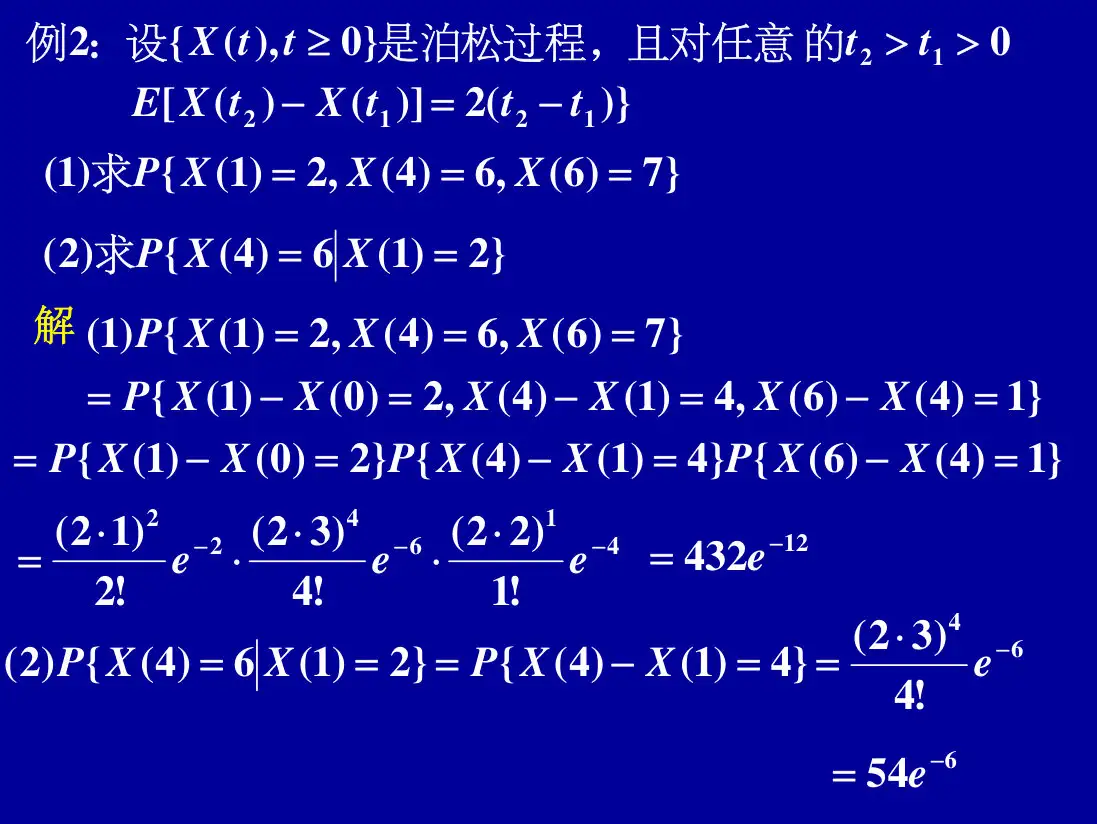 例2：设{X(t),t≥0}是泊松过程，且对任意的t₂>t₁>0
E[X(t₂)−X(t₁)]=2(t₂−t₁)}
(1)求P{X(1)=2,X(4)=6,X(6)=7}
(2)求P{X(4)=6|X(1)=2}
解 (1)P{X(1)=2,X(4)=6,X(6)=7}
=P{X(1)−X(0)=2,X(4)−X(1)=4,X(6)−X(4)=1}
=P{X(1)−X(0)=2}P{X(4)−X(1)=4}P{X(6)−X(4)=1}
=(2·1)²/2! e⁻²·(2·3)⁴/4! e⁻⁶·(2·2)¹/1! e⁻⁴ =432e⁻¹²
(2)P{X(4)=6|X(1)=2}=P{X(4)−X(1)=4}=(2·3)⁴/4! e⁻⁶
=54e⁻⁶